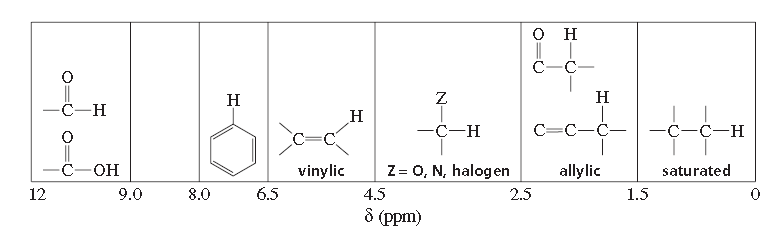 O
C—H
O
C—OH
H
C=C
H
vinylic
Z
C—H
Z = O, N, halogen
O H
C—C
H
C=C—C
allylic
C—C—H
saturated
12 9.0 8.0 6.5 4.5 2.5 1.5 0
δ (ppm)